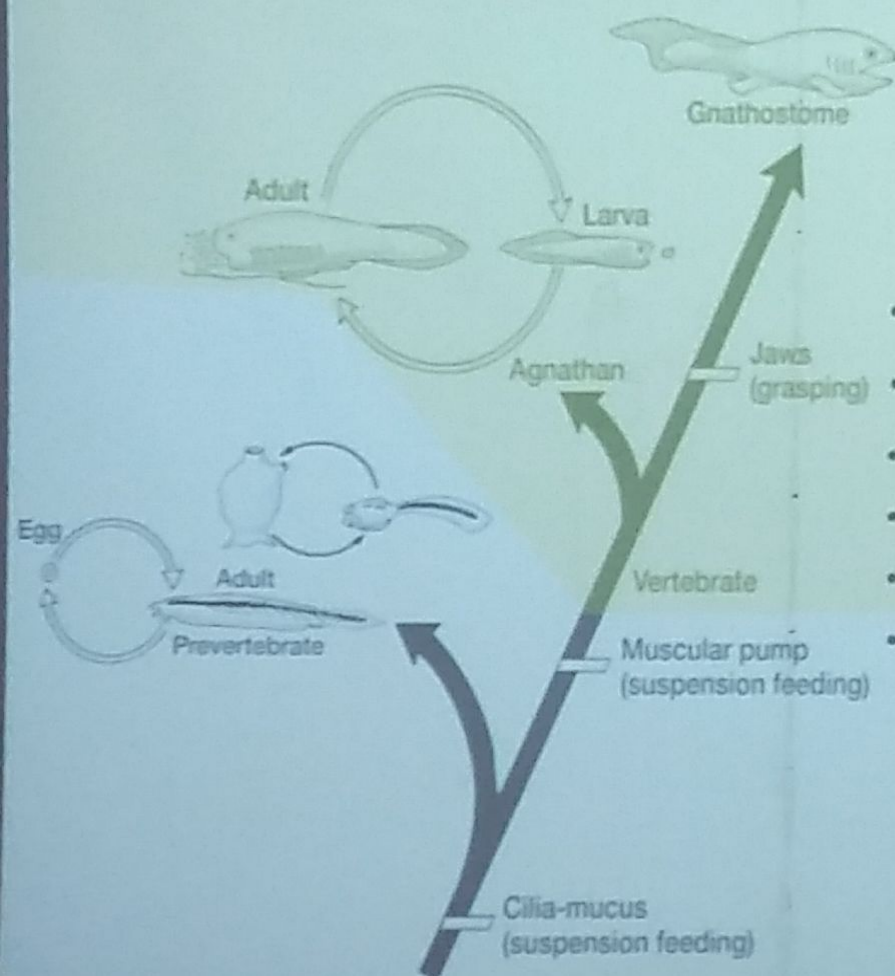 Gnathostome
Adult
Larva
Jaws
(grasping)
Agnathan
Egg
Adult
Vertebrate
Prevertebrate
Muscular pump
(suspension feeding)
Cilia-mucus
(suspension feeding)